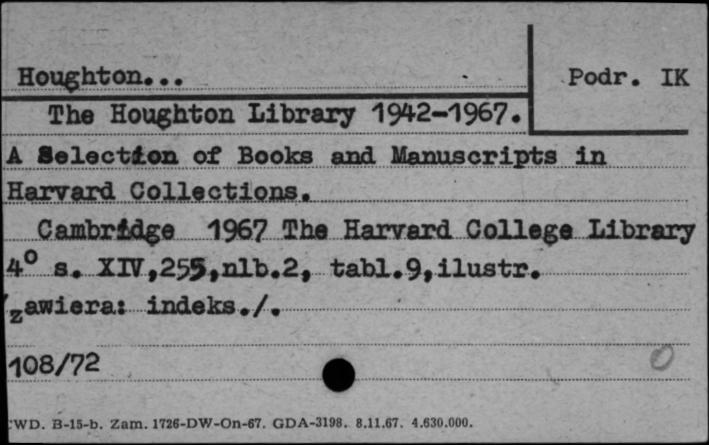 Houghton...
Podr. IK
The Houghton Library 1942-1967.
A Selection of Books and Manuscripts in
Harvard Collections.
Cambridge 1967 The Harvard College Library
4° s. XIV,255,nlb.2, tabl.9,ilustr.
/zawiera: indeks./.
108/72
0
WD. B-15-b. Zam. 1726-DW-On-67. GDA-3198. 8.11.67. 4.630.000.